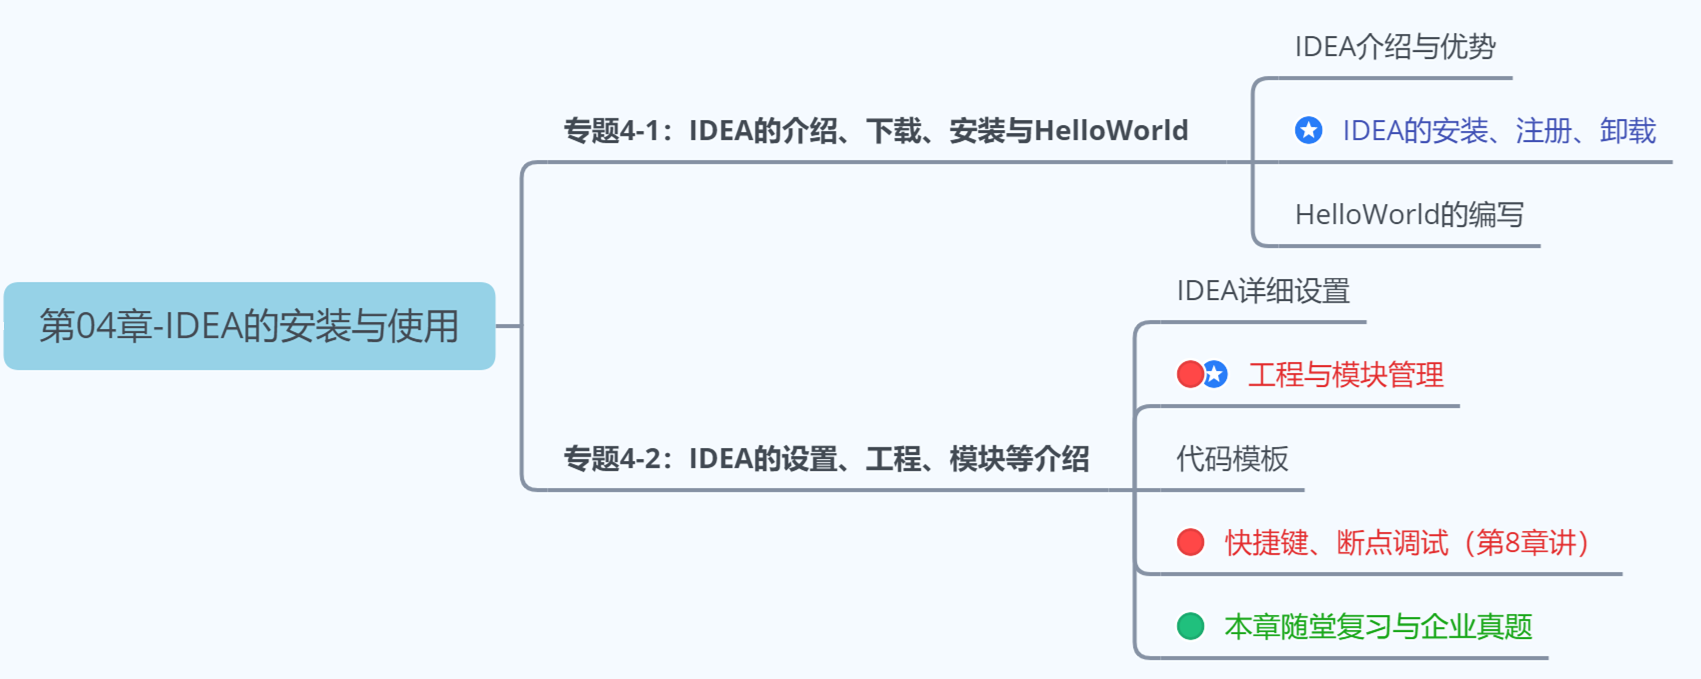 第04章-IDEA的安装与使用
专题4-1：IDEA的介绍、下载、安装与HelloWorld
IDEA介绍与优势
IDEA的安装、注册、卸载
HelloWorld的编写
专题4-2：IDEA的设置、工程、模块等介绍
IDEA详细设置
工程与模块管理
代码模板
快捷键、断点调试（第8章讲）
本章随堂复习与企业真题